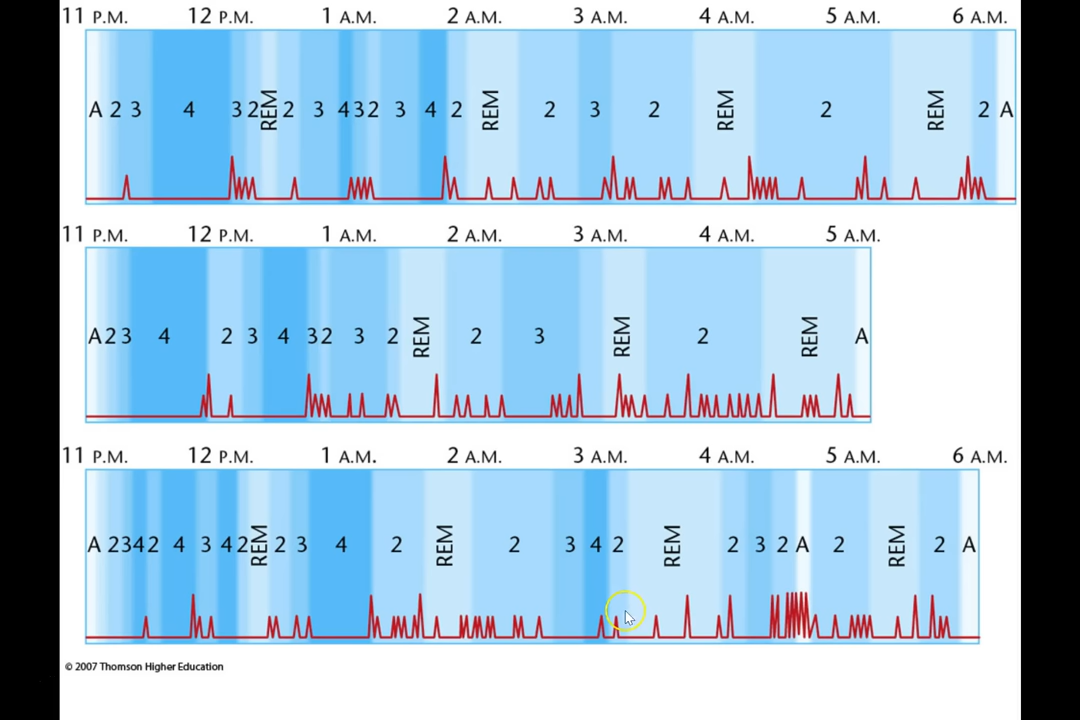 11 P.M. 12 P.M. 1 A.M. 2 A.M. 3 A.M. 4 A.M. 5 A.M. 6 A.M.
A 2 3 4 3 2 REM 2 3 4 3 2 3 4 2 REM 2 3 2 REM 2 REM 2 A
11 P.M. 12 P.M. 1 A.M. 2 A.M. 3 A.M. 4 A.M. 5 A.M.
A 2 3 4 2 3 4 3 2 3 2 REM 2 3 REM 2 REM A
11 P.M. 12 P.M. 1 A.M. 2 A.M. 3 A.M. 4 A.M. 5 A.M. 6 A.M.
A 2 3 4 2 4 3 4 2 REM 2 3 4 2 REM 2 3 4 2 REM 2 3 2 A 2 REM 2 A
© 2007 Thomson Higher Education